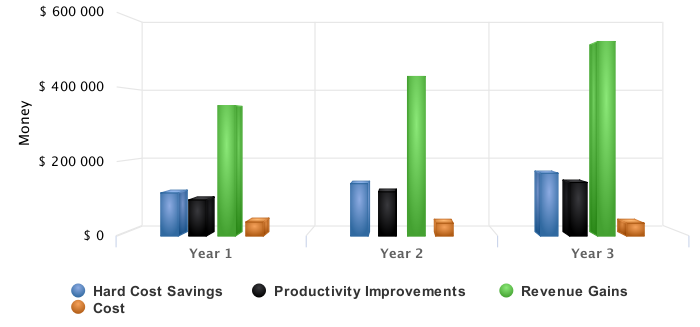 $ 600 000
$ 400 000
$ 200 000
$ 0
Money
Year 1
Year 2
Year 3
Hard Cost Savings
Productivity Improvements
Revenue Gains
Cost